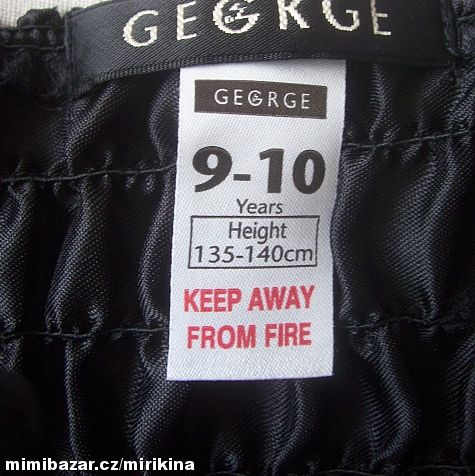 GEORGE
GEORGE
9-10
Years
Height
135-140cm
KEEP AWAY
FROM FIRE
mimibazar.cz/mirikina